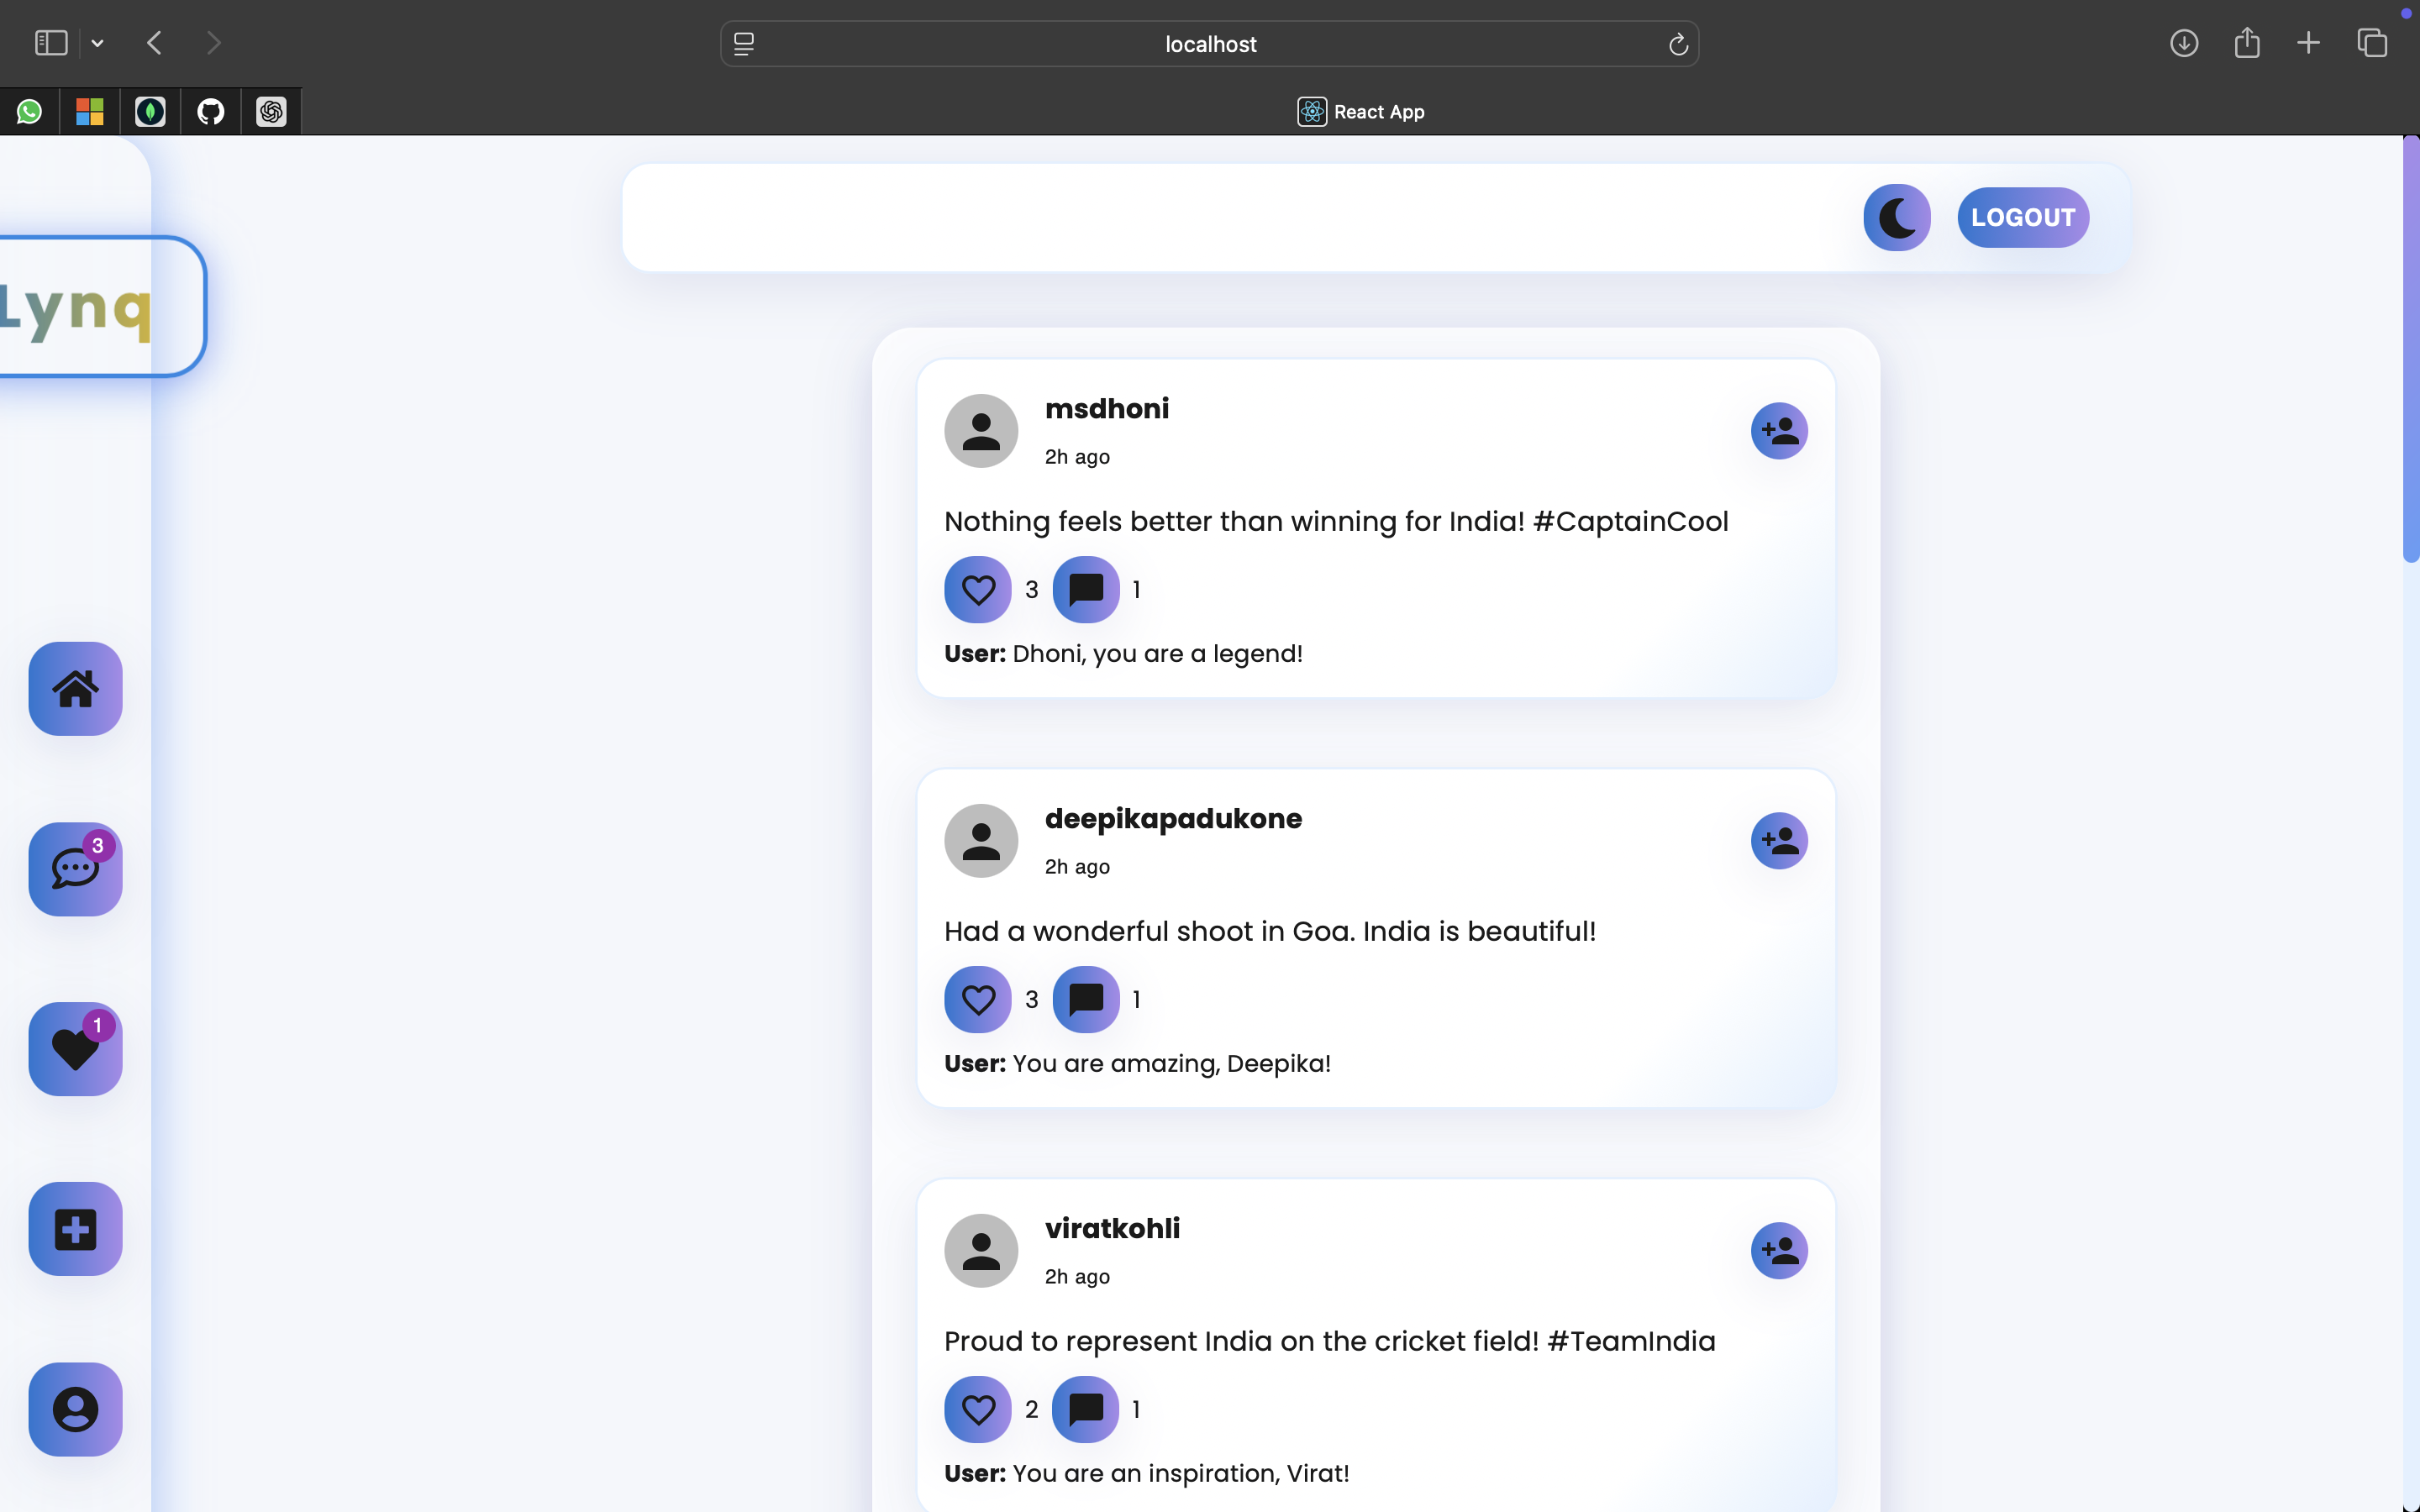 localhost
React App
LOGOUT
Lynq
msdhoni
2h ago
Nothing feels better than winning for India! #CaptainCool
3 1
User: Dhoni, you are a legend!
deepikapadukone
2h ago
Had a wonderful shoot in Goa. India is beautiful!
3 1
User: You are amazing, Deepika!
3
1
viratkohli
2h ago
Proud to represent India on the cricket field! #TeamIndia
2 1
User: You are an inspiration, Virat!